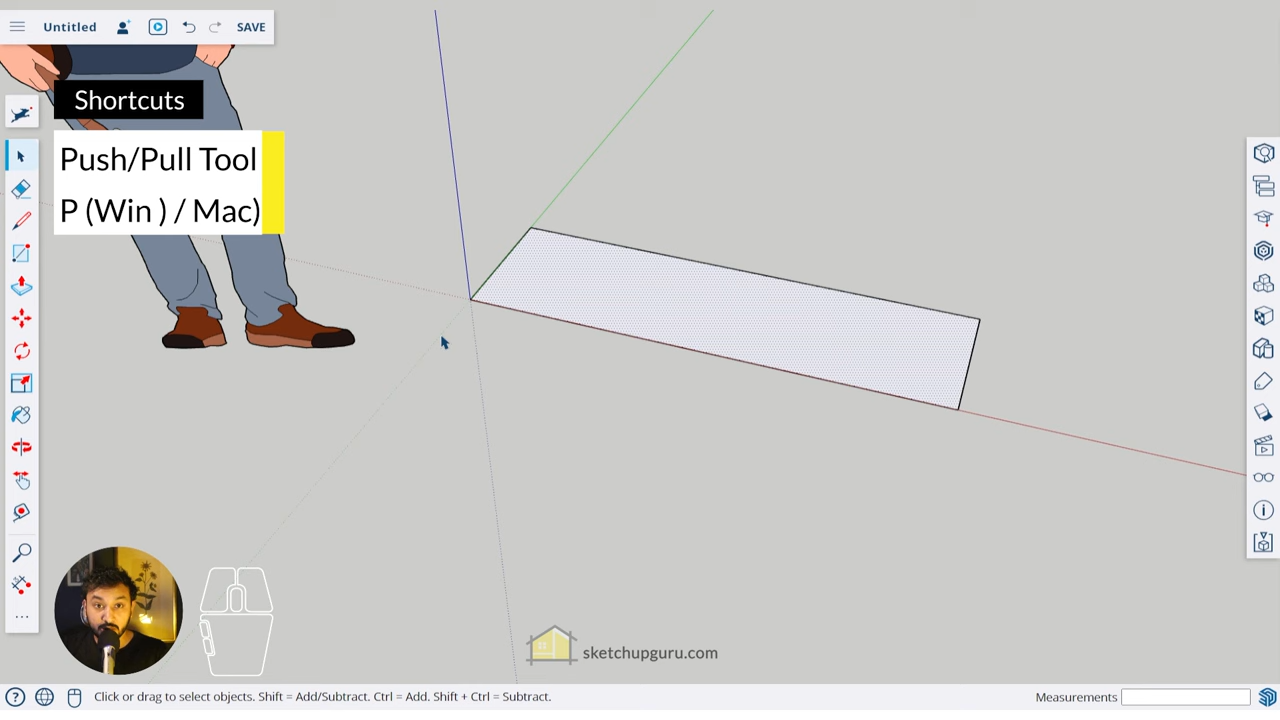 Untitled
SAVE
Shortcuts
Push/Pull Tool
P (Win ) / Mac)
sketchupguru.com
Click or drag to select objects. Shift = Add/Subtract. Ctrl = Add. Shift + Ctrl = Subtract.
Measurements